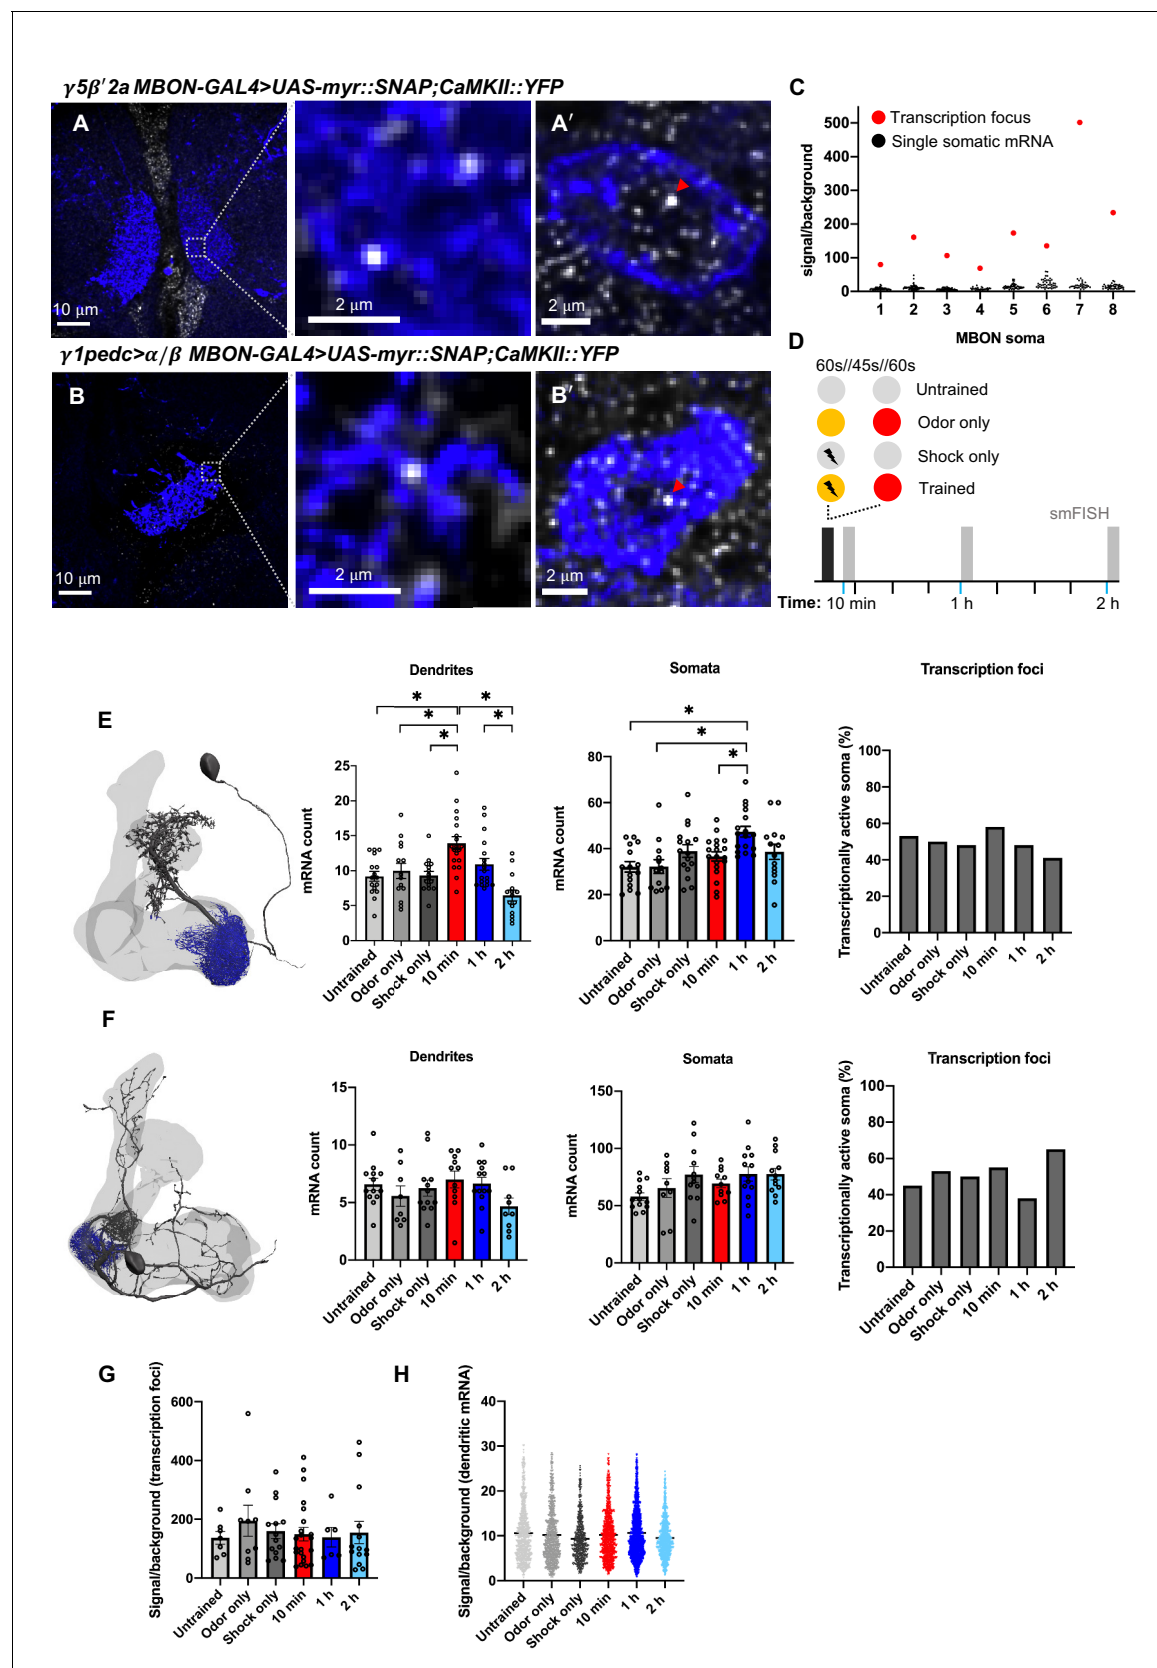 γ5β′2a MBON-GAL4>UAS-myr::SNAP;CaMKII::YFP
A
10 µm
2 µm
A′
2 µm
γ1pedc>α/β MBON-GAL4>UAS-myr::SNAP;CaMKII::YFP
B
10 µm
2 µm
B′
2 µm
C
Transcription focus
Single somatic mRNA
signal/background
500
400
300
200
100
0
1 2 3 4 5 6 7 8
MBON soma
D
60s//45s//60s
Untrained
Odor only
Shock only
Trained
smFISH
Time: 10 min 1 h 2 h
E
Dendrites
* *
* *
*
mRNA count
25
20
15
10
5
0
Untrained
Odor only
Shock only
10 min
1 h
2 h
Somata
*
*
*
mRNA count
80
60
40
20
0
Untrained
Odor only
Shock only
10 min
1 h
2 h
Transcription foci
Transcriptionally active soma (%)
100
80
60
40
20
0
Untrained
Odor only
Shock only
10 min
1 h
2 h
F
Dendrites
mRNA count
15
10
5
0
Untrained
Odor only
Shock only
10 min
1 h
2 h
Somata
mRNA count
150
100
50
0
Untrained
Odor only
Shock only
10 min
1 h
2 h
Transcription foci
Transcriptionally active soma (%)
100
80
60
40
20
0
Untrained
Odor only
Shock only
10 min
1 h
2 h
G
Signal/background (transcription foci)
600
400
200
0
Untrained
Odor only
Shock only
10 min
1 h
2 h
H
Signal/background (dendritic mRNA)
40
30
20
10
0
Untrained
Odor only
Shock only
10 min
1 h
2 h